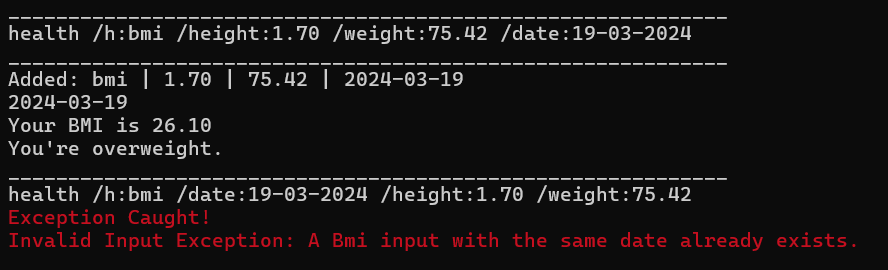 ____________________________________________________________
health /h:bmi /height:1.70 /weight:75.42 /date:19-03-2024
____________________________________________________________
Added: bmi | 1.70 | 75.42 | 2024-03-19
2024-03-19
Your BMI is 26.10
You're overweight.
____________________________________________________________
health /h:bmi /date:19-03-2024 /height:1.70 /weight:75.42
Exception Caught!
Invalid Input Exception: A Bmi input with the same date already exists.